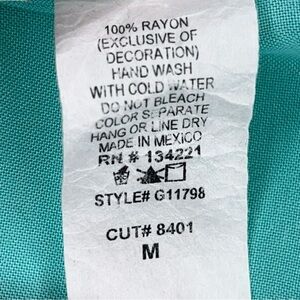 100% RAYON
(EXCLUSIVE OF
DECORATION)
HAND WASH
WITH COLD WATER
DO NOT BLEACH
COLOR SEPARATE
HANG OR LINE DRY
MADE IN MEXICO
RN # 134221
STYLE# G11798
CUT# 8401
M